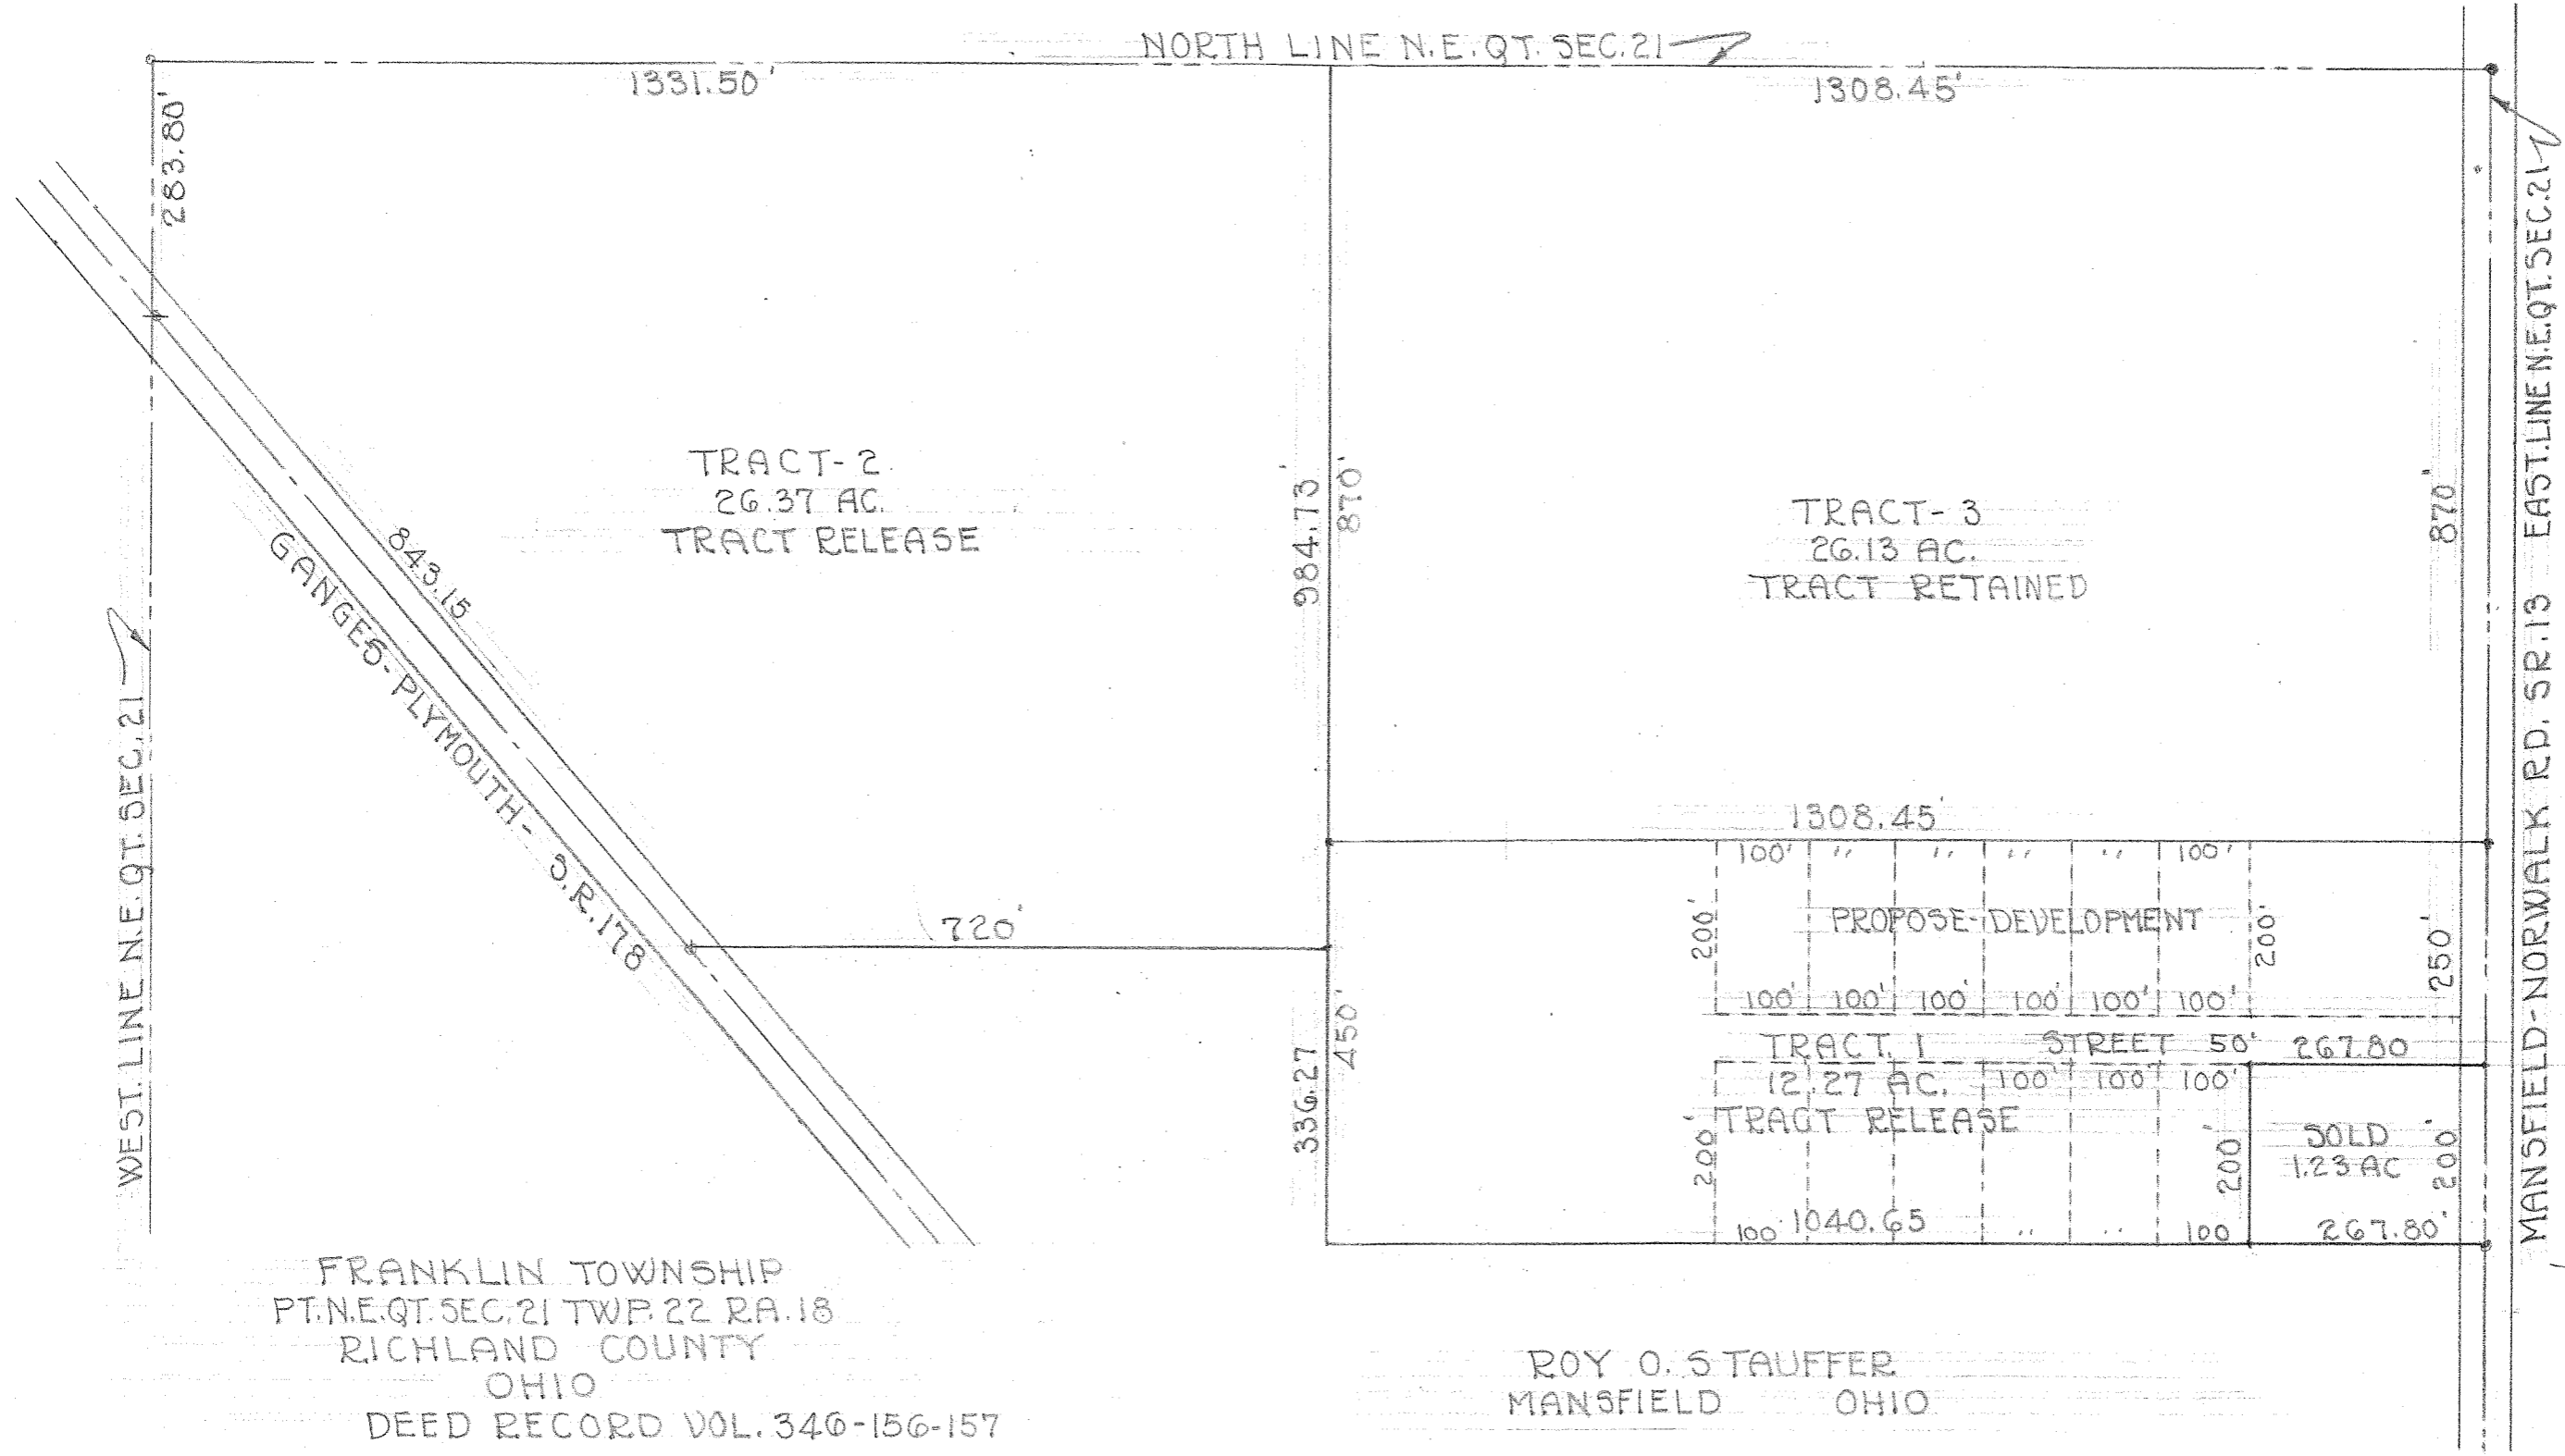 NORTH LINE N.E. QT. SEC. 21
1331.50'
1308.45'
283.80'
EAST. LINE N.E. QT. SEC. 21
TRACT-2
26.37 AC.
TRACT RELEASE
984.73'
870'
TRACT-3
26.13 AC.
TRACT RETAINED
870'
843.15
GANGES-PLYMOUTH- S.R. 178
WEST. LINE N.E. QT. SEC. 21
MANSFIELD-NORWALK RD. SR. 13
1308.45'
100' ,, ,, ,, ,, 100'
720'
200'
PROPOSE-DEVELOPMENT
200'
250'
100' 100' 100' 100' 100' 100'
336.27
450'
TRACT. 1 STREET 50' 267.80
12.27 AC. 100' 100' 100'
TRACT RELEASE
200'
200'
SOLD
1.23 AC
200'
100 1040.65 ,, ,, 100 267.80'
FRANKLIN TOWNSHIP
PT. N.E. QT. SEC. 21 TWP. 22 RA. 18
RICHLAND COUNTY
OHIO
DEED RECORD VOL. 346-156-157
ROY O. STAUFFER
MANSFIELD OHIO